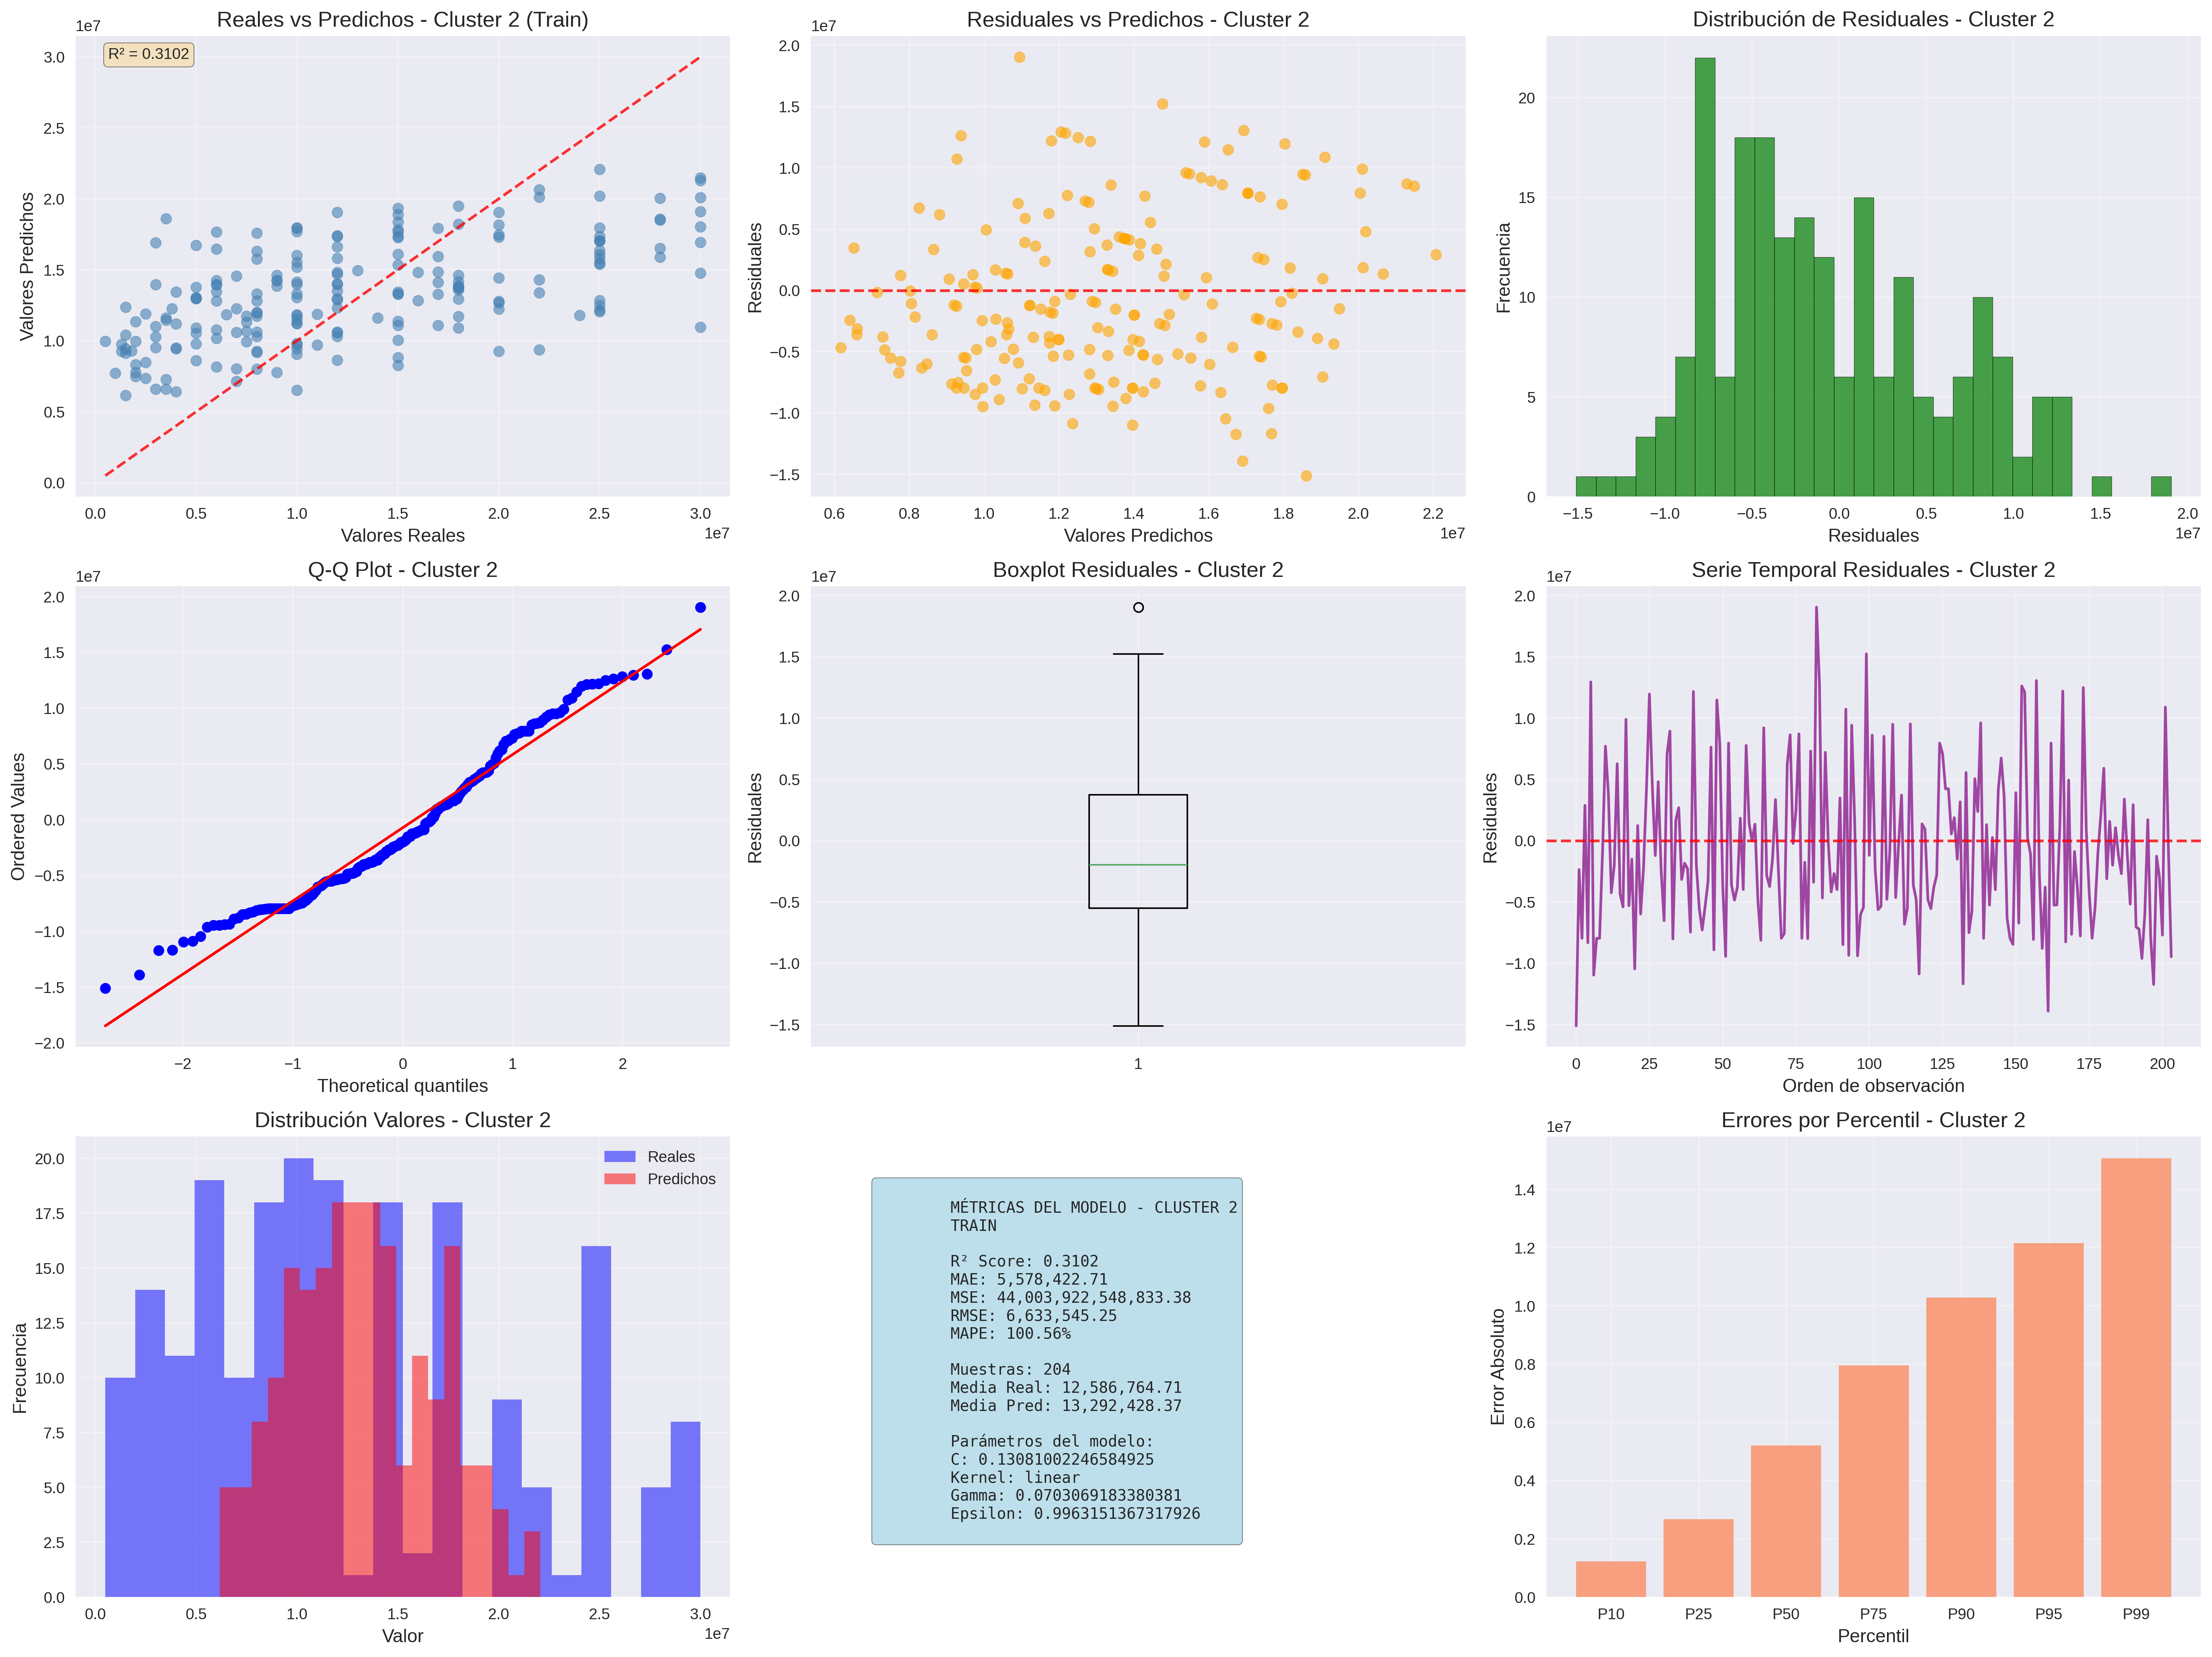 Reales vs Predichos - Cluster 2 (Train)
1e7
R² = 0.3102
3.0
2.5
2.0
1.5
1.0
0.5
0.0
Valores Predichos
0.0 0.5 1.0 1.5 2.0 2.5 3.0
1e7
Valores Reales
Residuales vs Predichos - Cluster 2
1e7
2.0
1.5
1.0
0.5
0.0
−0.5
−1.0
−1.5
Residuales
0.6 0.8 1.0 1.2 1.4 1.6 1.8 2.0 2.2
1e7
Valores Predichos
Distribución de Residuales - Cluster 2
20
15
10
5
0
Frecuencia
−1.5 −1.0 −0.5 0.0 0.5 1.0 1.5 2.0
1e7
Residuales
Q-Q Plot - Cluster 2
1e7
2.0
1.5
1.0
0.5
0.0
−0.5
−1.0
−1.5
−2.0
Ordered Values
−2 −1 0 1 2
Theoretical quantiles
Boxplot Residuales - Cluster 2
1e7
2.0
1.5
1.0
0.5
0.0
−0.5
−1.0
−1.5
Residuales
1
Serie Temporal Residuales - Cluster 2
1e7
2.0
1.5
1.0
0.5
0.0
−0.5
−1.0
−1.5
Residuales
0 25 50 75 100 125 150 175 200
Orden de observación
Distribución Valores - Cluster 2
Reales
Predichos
20.0
17.5
15.0
12.5
10.0
7.5
5.0
2.5
0.0
Frecuencia
0.0 0.5 1.0 1.5 2.0 2.5 3.0
1e7
Valor
MÉTRICAS DEL MODELO - CLUSTER 2
TRAIN
R² Score: 0.3102
MAE: 5,578,422.71
MSE: 44,003,922,548,833.38
RMSE: 6,633,545.25
MAPE: 100.56%
Muestras: 204
Media Real: 12,586,764.71
Media Pred: 13,292,428.37
Parámetros del modelo:
C: 0.13081002246584925
Kernel: linear
Gamma: 0.0703069183380381
Epsilon: 0.9963151367317926
Errores por Percentil - Cluster 2
1e7
1.4
1.2
1.0
0.8
0.6
0.4
0.2
0.0
Error Absoluto
P10 P25 P50 P75 P90 P95 P99
Percentil